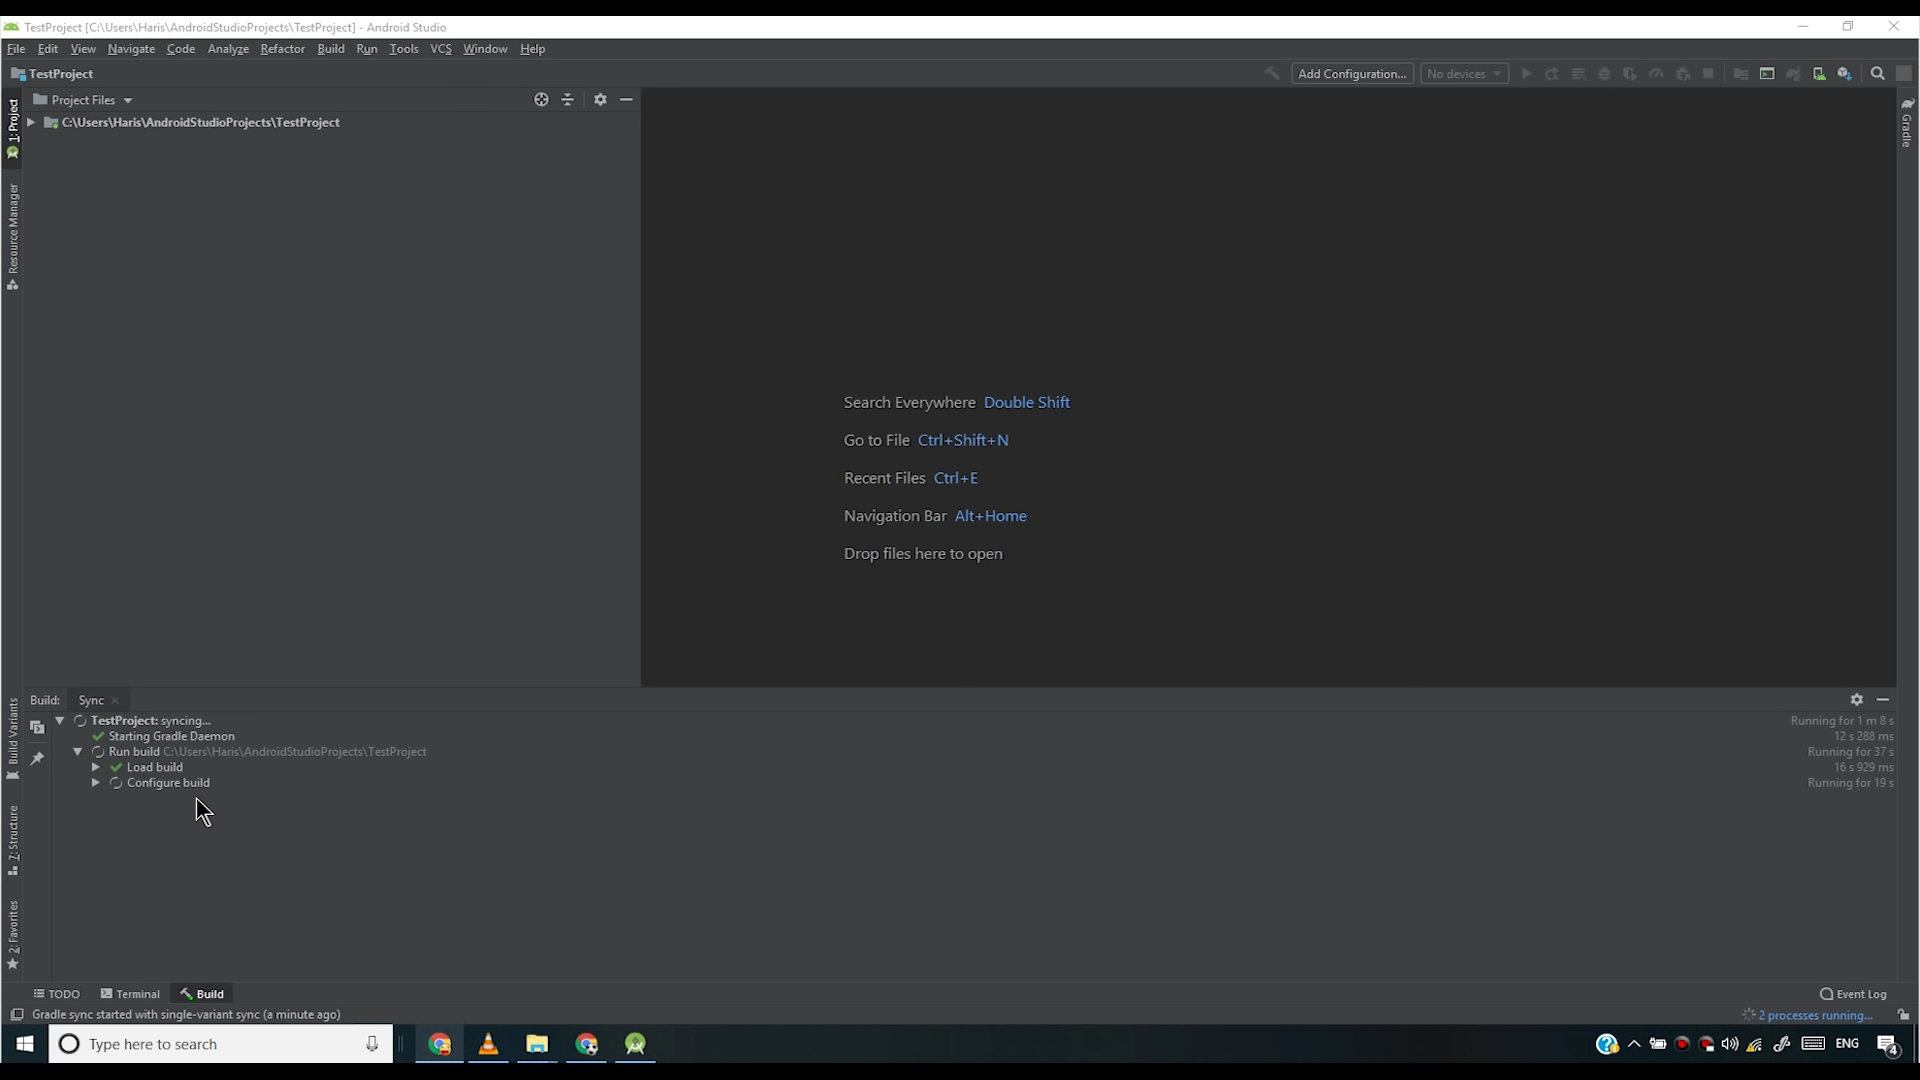 TestProject [C:\Users\Haris\AndroidStudioProjects\TestProject] - Android Studio
File Edit View Navigate Code Analyze Refactor Build Run Tools VCS Window Help
TestProject
Add Configuration...
No devices
Project Files
C:\Users\Haris\AndroidStudioProjects\TestProject
1: Project
Resource Manager
Gradle
Search Everywhere Double Shift
Go to File Ctrl+Shift+N
Recent Files Ctrl+E
Navigation Bar Alt+Home
Drop files here to open
Build: Sync
TestProject: syncing... Running for 1 m 8 s
Starting Gradle Daemon 12 s 288 ms
Run build C:\Users\Haris\AndroidStudioProjects\TestProject Running for 37 s
Load build 16 s 929 ms
Configure build Running for 19 s
Build Variants
7: Structure
2: Favorites
TODO Terminal Build Event Log
Gradle sync started with single-variant sync (a minute ago) 2 processes running...
Type here to search
ENG
4